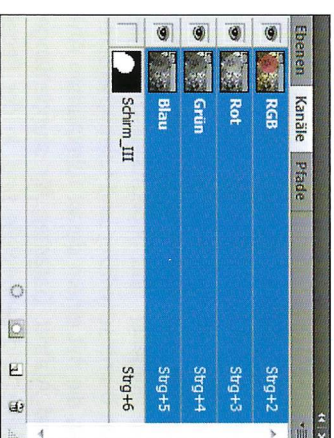 Ebenen Kanäle Pfade
RGB Strg+2
Rot Strg+3
Grün Strg+4
Blau Strg+5
Schirm_III Strg+6